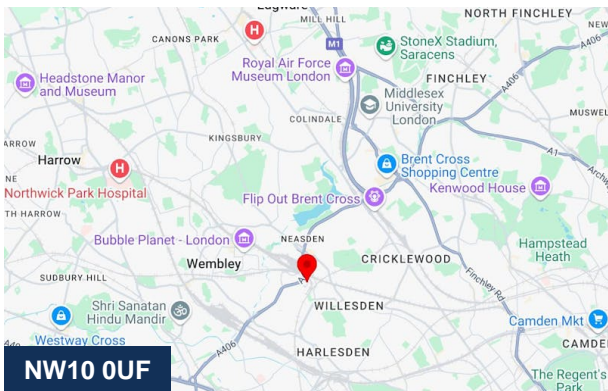 Edgware
MILL HILL
NORTH FINCHLEY
CANONS PARK
M1
StoneX Stadium,
Saracens
A406
Royal Air Force
Museum London
FINCHLEY
Headstone Manor
and Museum
Middlesex
University
London
COLINDALE
MUSWEL
KINGSBURY
ARROW
Harrow
Brent Cross
Shopping Centre
A1
Archway
Northwick Park Hospital
Kenwood House
Flip Out Brent Cross
TH HARROW
Bubble Planet - London
NEASDEN
Hampstead
Heath
Wembley
CRICKLEWOOD
SUDBURY HILL
Finchley Rd
Shri Sanatan
Hindu Mandir
WILLESDEN
Camden Mkt
Westway Cross
A406
HARLESDEN
CAMDE
NW10 0UF
The Regent's
Park